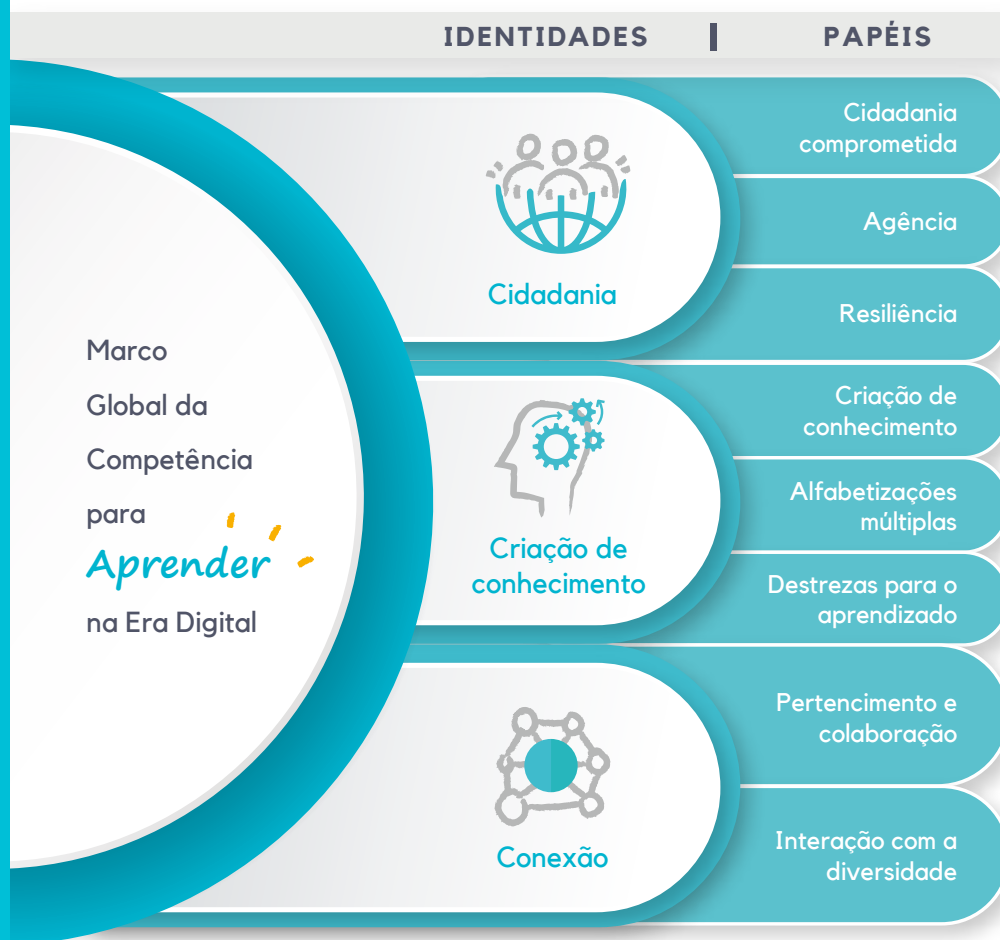 IDENTIDADES
PAPÉIS
Marco
Global da
Competência
para
Aprender
na Era Digital
Cidadania
Cidadania
comprometida
Agência
Resiliência
Criação de
conhecimento
Criação de
conhecimento
Alfabetizações
múltiplas
Destrezas para o
aprendizado
Conexão
Pertencimento e
colaboração
Interação com a
diversidade